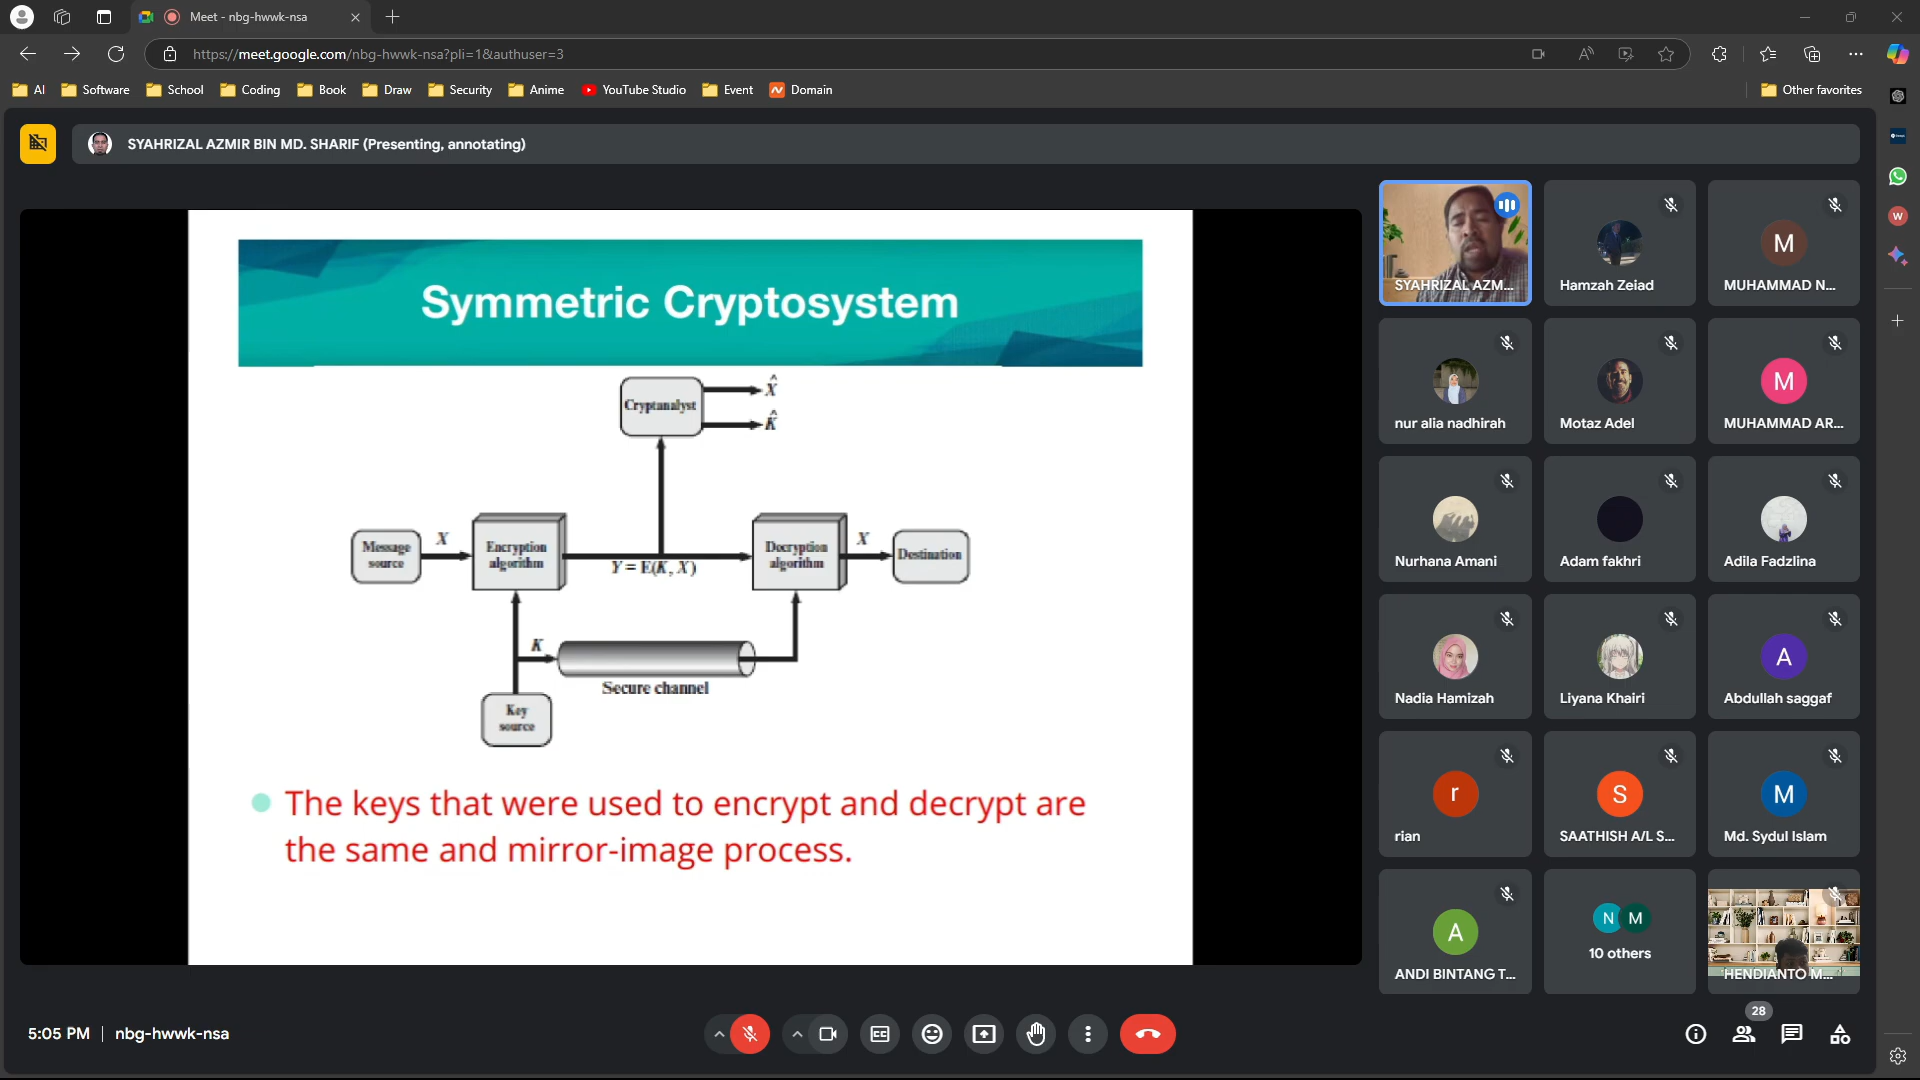 Meet - nbg-hwwk-nsa
https://meet.google.com/nbg-hwwk-nsa?pli=1&authuser=3
AI Software School Coding Book Draw Security Anime YouTube Studio Event Domain Other favorites
SYAHRIZAL AZMIR BIN MD. SHARIF (Presenting, annotating)
Symmetric Cryptosystem
Cryptanalyst
X̂
K̂
Message
source
X
Encryption
algorithm
Y = E(K, X)
Decryption
algorithm
X
Destination
K
Secure channel
Key
source
The keys that were used to encrypt and decrypt are
the same and mirror-image process.
SYAHRIZAL AZM...
Hamzah Zeiad
M
MUHAMMAD N...
nur alia nadhirah
Motaz Adel
M
MUHAMMAD AR...
Nurhana Amani
Adam fakhri
Adila Fadzlina
Nadia Hamizah
Liyana Khairi
A
Abdullah saggaf
r
rian
S
SAATHISH A/L S...
M
Md. Sydul Islam
A
ANDI BINTANG T...
N M
10 others
HENDIANTO M...
W
5:05 PM | nbg-hwwk-nsa
28